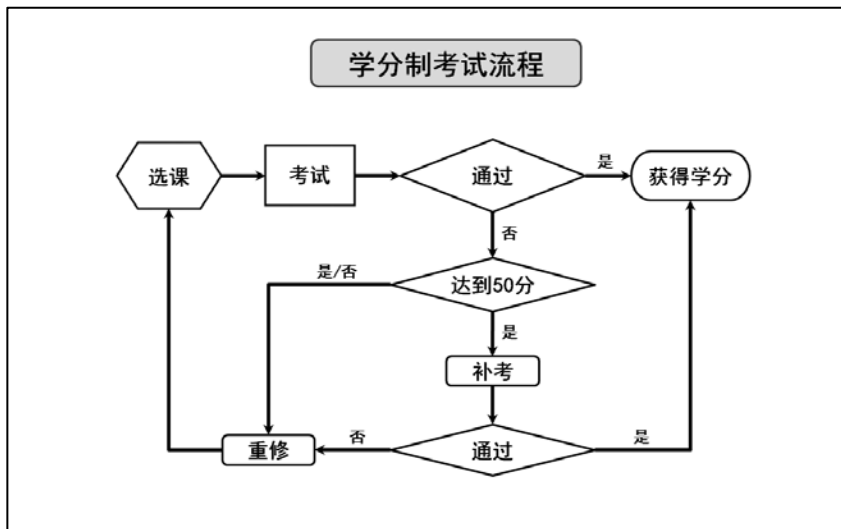 学分制考试流程
选课
考试
通过
是
获得学分
否
是/否
达到50分
是
补考
重修
否
通过
是